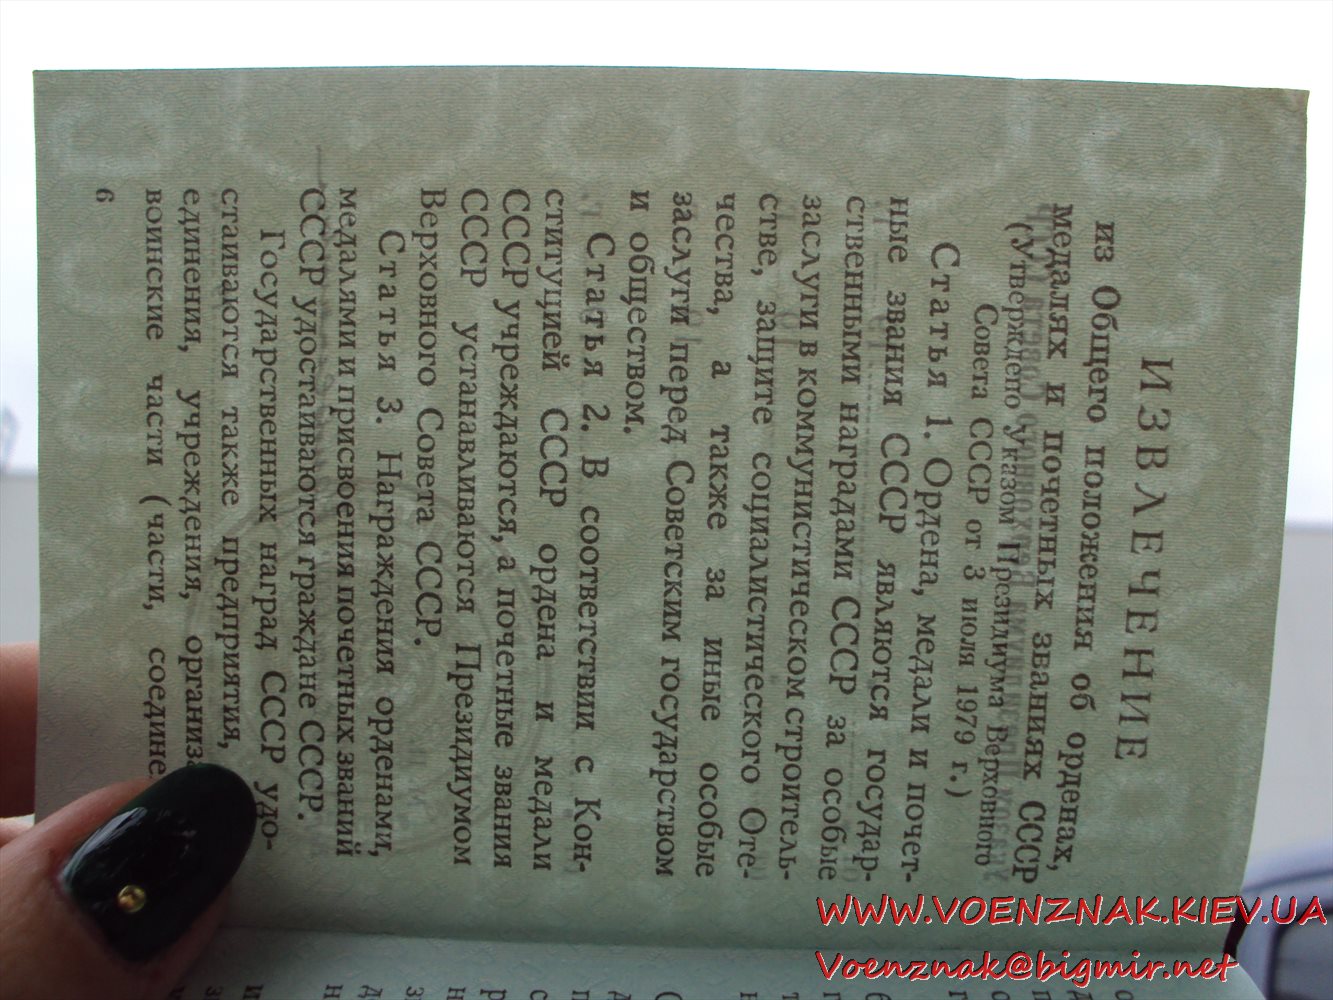 ИЗВЛЕЧЕНИЕ
из Общего положения об орденах,
медалях и почетных званиях СССР
(Утверждено Указом Президиума Верховного
Совета СССР от 3 июля 1979 г.)
Статья 1. Ордена, медали и почет-
ные звания СССР являются государ-
ственными наградами СССР за особые
заслуги в коммунистическом строитель-
стве, защите социалистического Оте-
чества, а также за иные особые
заслуги перед Советским государством
и обществом.
Статья 2. В соответствии с Кон-
ституцией СССР ордена и медали
СССР учреждаются, а почетные звания
СССР устанавливаются Президиумом
Верховного Совета СССР.
Статья 3. Награждения орденами,
медалями и присвоения почетных званий
СССР удостаиваются граждане СССР.
Государственных наград СССР удо-
стаиваются также предприятия,
единения, учреждения, организа
воинские части (части, соедине
6
WWW.VOENZNAK.KIEV.UA
Voenznak@bigmir.net